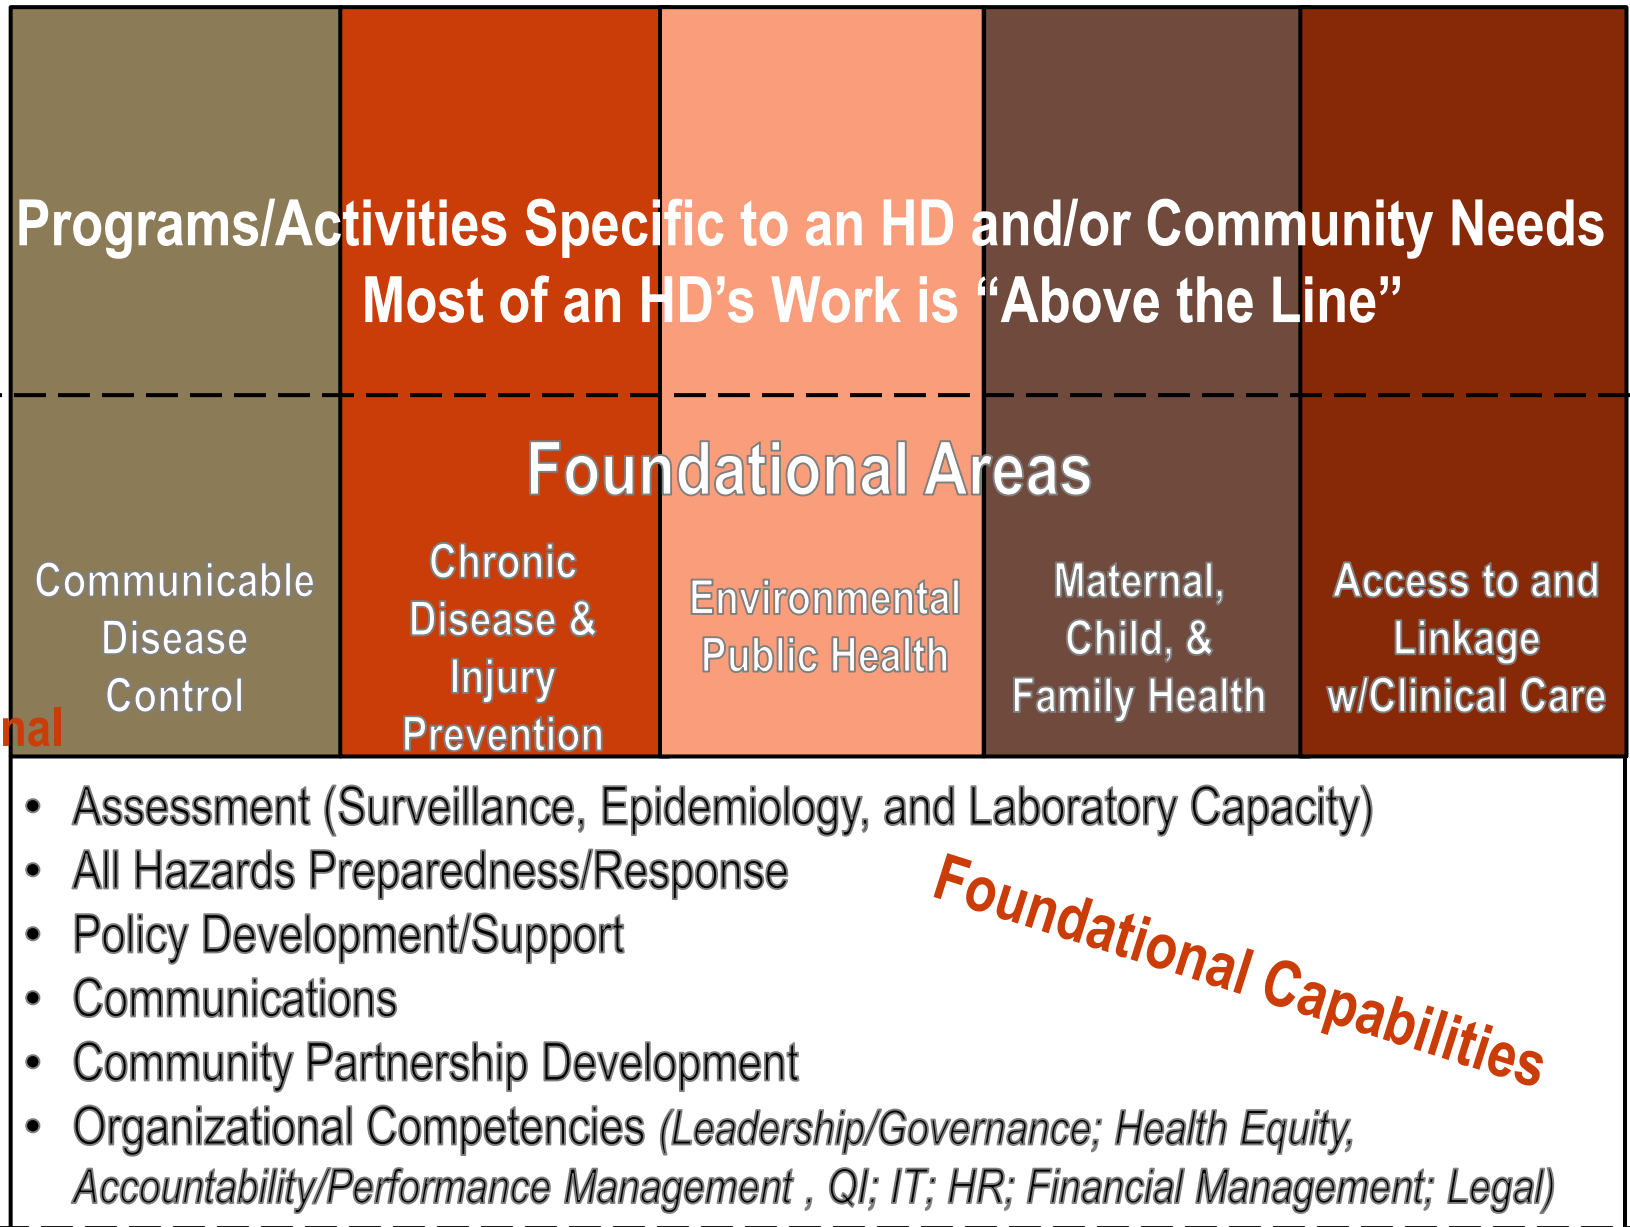 Programs/Activities Specific to an HD and/or Community Needs
Most of an HD’s Work is “Above the Line”
Foundational Areas
Communicable
Disease
Control
Chronic
Disease &
Injury
Prevention
Environmental
Public Health
Maternal,
Child, &
Family Health
Access to and
Linkage
w/Clinical Care
nal
• Assessment (Surveillance, Epidemiology, and Laboratory Capacity)
• All Hazards Preparedness/Response
• Policy Development/Support
• Communications
• Community Partnership Development
• Organizational Competencies (Leadership/Governance; Health Equity,
Accountability/Performance Management , QI; IT; HR; Financial Management; Legal)
Foundational Capabilities